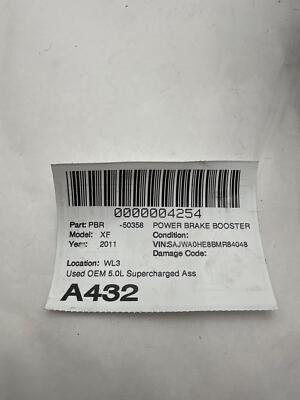 0000004254
Part: PBR -50358 POWER BRAKE BOOSTER
Model: XF Condition:
Year: 2011 VIN:SAJWA0HE8BMR84048
Damage Code:
Location: WL3
Used OEM 5.0L Supercharged Ass
A432